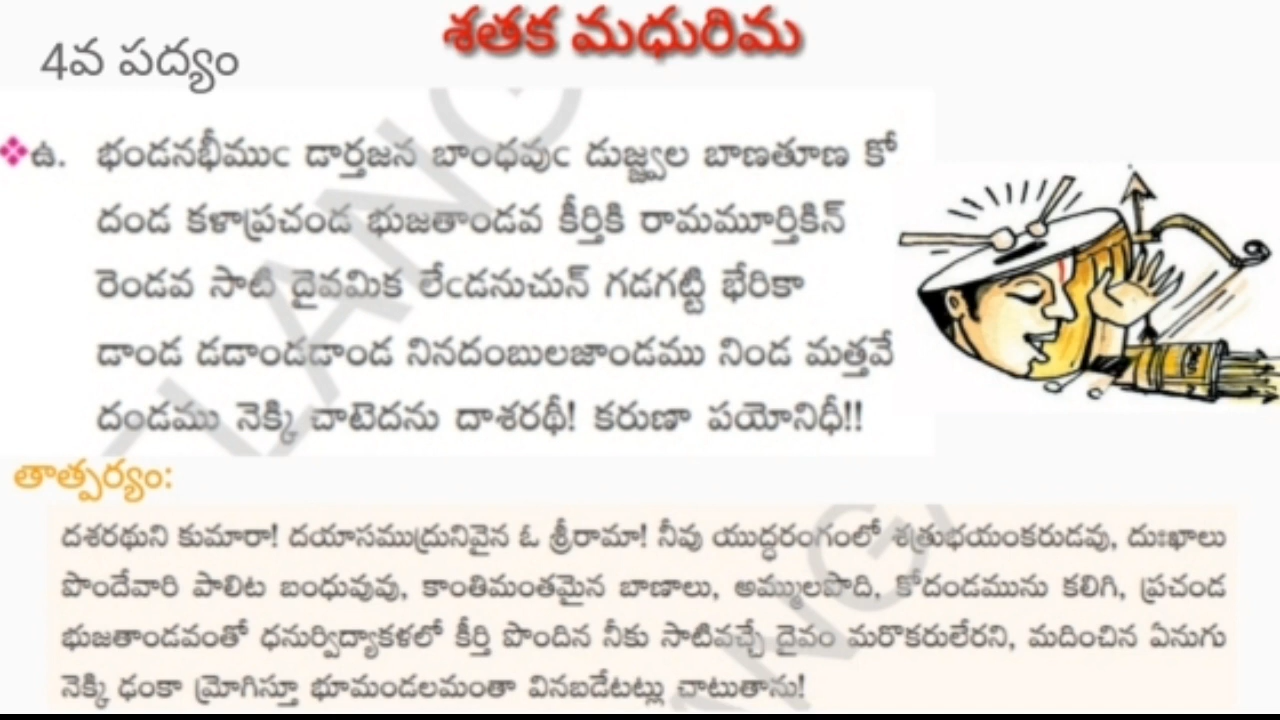 శతక మధురిమ
4వ పద్యం
❖ఉ. భండనభీముఁ డార్తజన బాంధవుఁ డుజ్జ్వల బాణతూణ కో
దండ కళాప్రచండ భుజతాండవ కీర్తికి రామమూర్తికిన్
రెండవ సాటి దైవమిక లేఁడనుచున్ గడగట్టి భేరికా
డాండ డడాండడాండ నినదంబులజాండము నిండ మత్తవే
దండము నెక్కి చాటెదను దాశరథీ! కరుణా పయోనిధీ!!
తాత్పర్యం:
దశరథుని కుమారా! దయాసముద్రునివైన ఓ శ్రీరామా! నీవు యుద్ధరంగంలో శత్రుభయంకరుడవు, దుఃఖాలు
పొందేవారి పాలిట బంధువువు, కాంతిమంతమైన బాణాలు, అమ్ములపొది, కోదండమును కలిగి, ప్రచండ
భుజతాండవంతో ధనుర్విద్యాకళలో కీర్తి పొందిన నీకు సాటివచ్చే దైవం మరొకరులేరని, మదించిన ఏనుగు
నెక్కి ఢంకా మ్రోగిస్తూ భూమండలమంతా వినబడేటట్లు చాటుతాను!